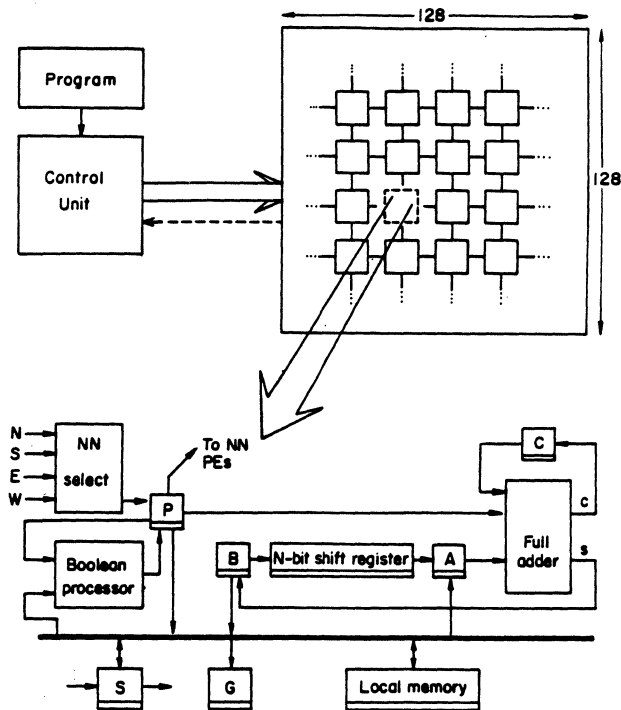 128
Program
Control
Unit
128
N
S
E
W
NN
select
To NN
PEs
P
Boolean
processor
B
N-bit shift register
A
C
Full
adder
c
s
S
G
Local memory